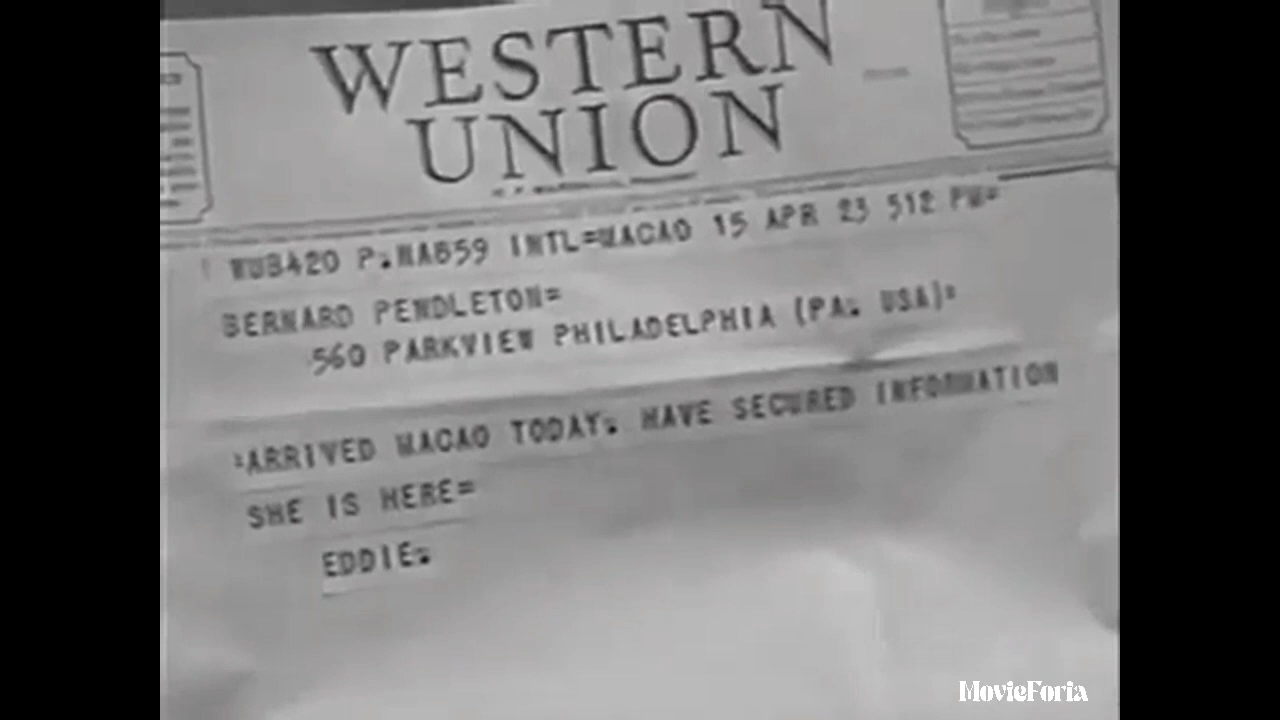 WESTERN
UNION
WUB420 P.NA659 INTL=MACAO 15 APR 23 512 PM=
BERNARD PENDLETON=
560 PARKVIEW PHILADELPHIA (PA. USA)=
=ARRIVED MACAO TODAY. HAVE SECURED INFORMATION
SHE IS HERE=
EDDIE.
MovieForia